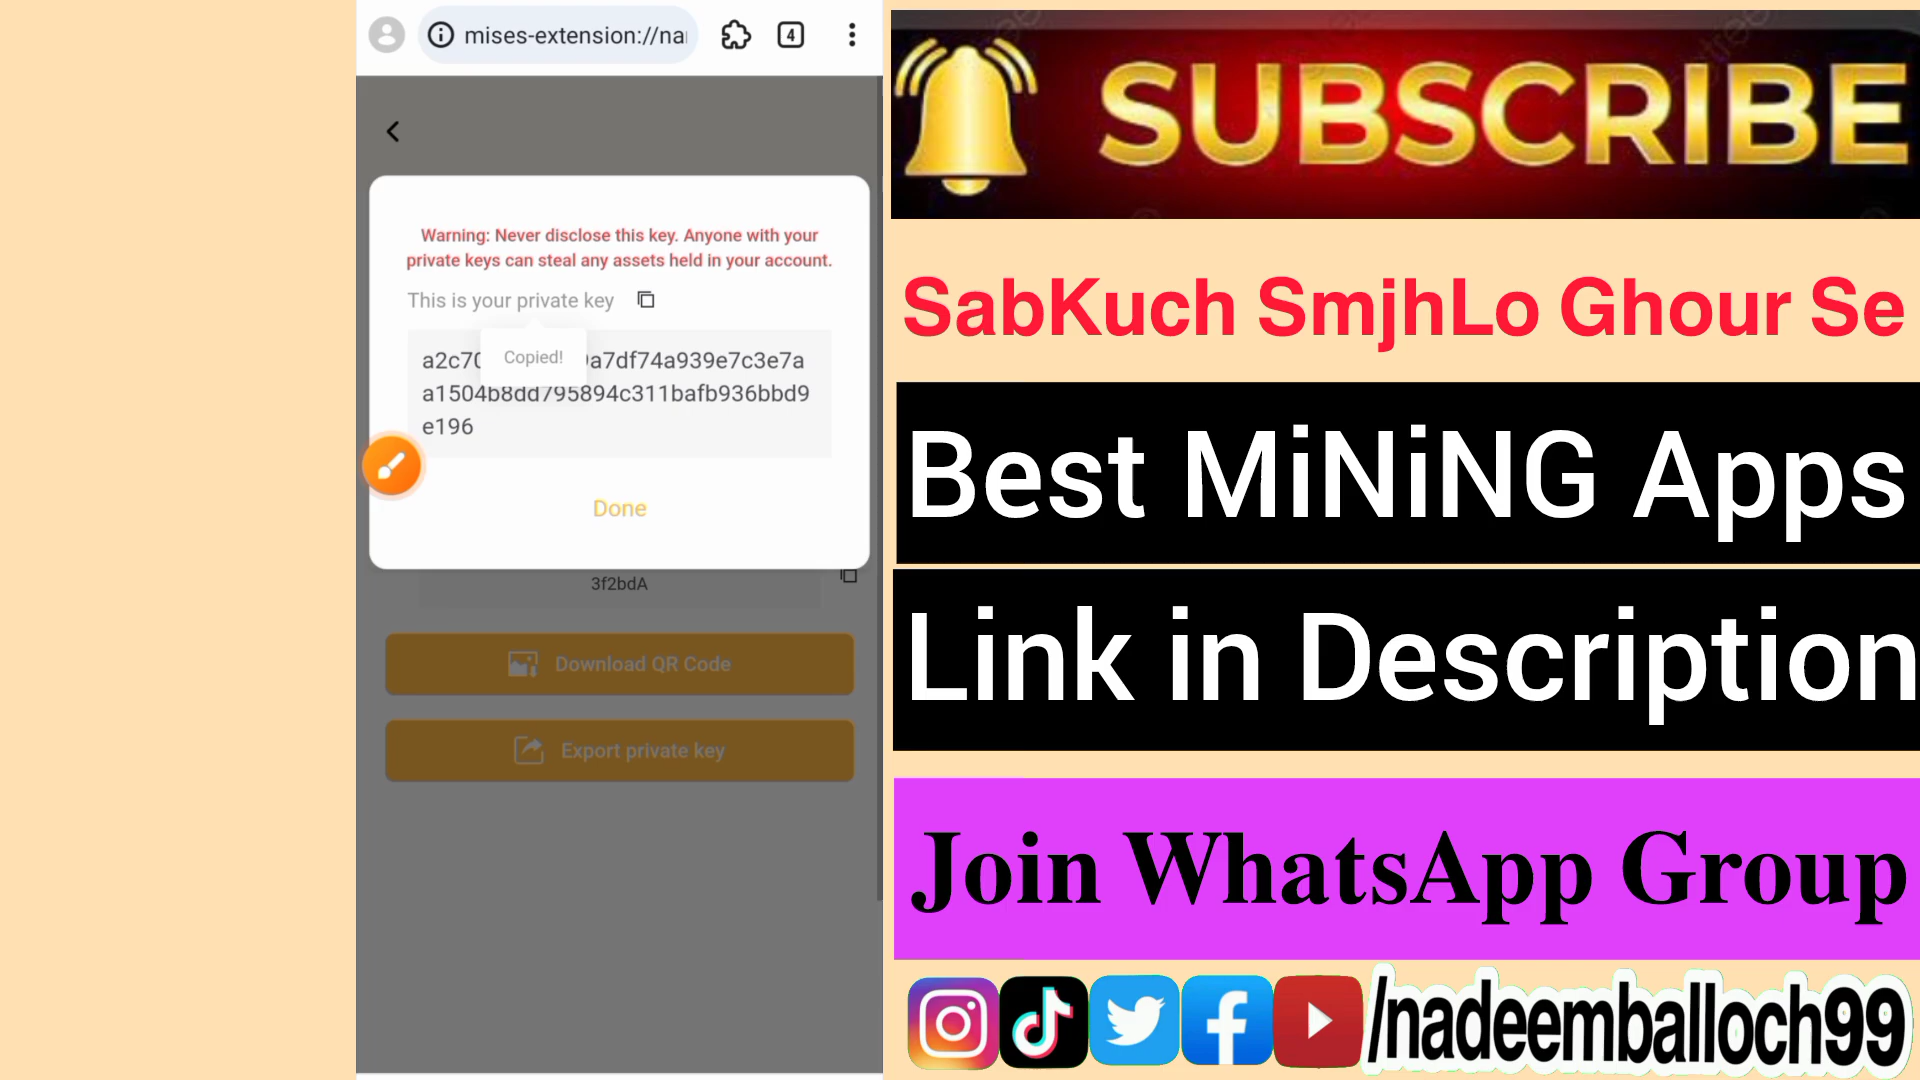 mises-extension://na
4
Warning: Never disclose this key. Anyone with your
private keys can steal any assets held in your account.
This is your private key
Copied!
a1504b8dd795894c311bafb936bbd9
e196
Done
3f2bdA
Download QR Code
Export private key
SUBSCRIBE
SabKuch SmjhLo Ghour Se
Best MiNiNG Apps
Link in Description
Join WhatsApp Group
/nadeemballoch99